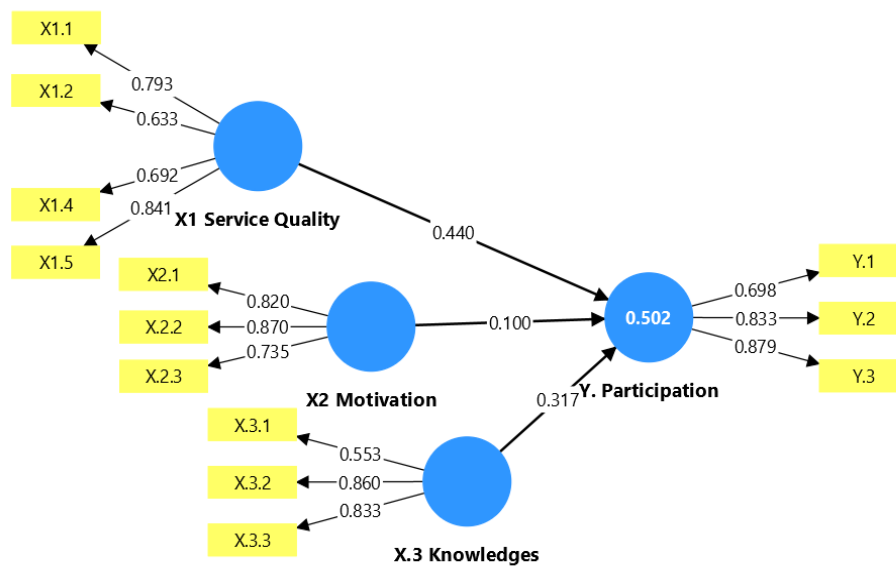 X1.1
0.793
X1.2
0.633
0.692
X1.4
0.841
X1 Service Quality
X1.5
0.440
X2.1
0.820
X.2.2
0.870
X.2.3
0.735
0.100
X2 Motivation
0.502
Y.1
0.698
Y.2
0.833
Y.3
0.879
Y. Participation
0.317
X.3.1
0.553
X.3.2
0.860
X.3.3
0.833
X.3 Knowledges